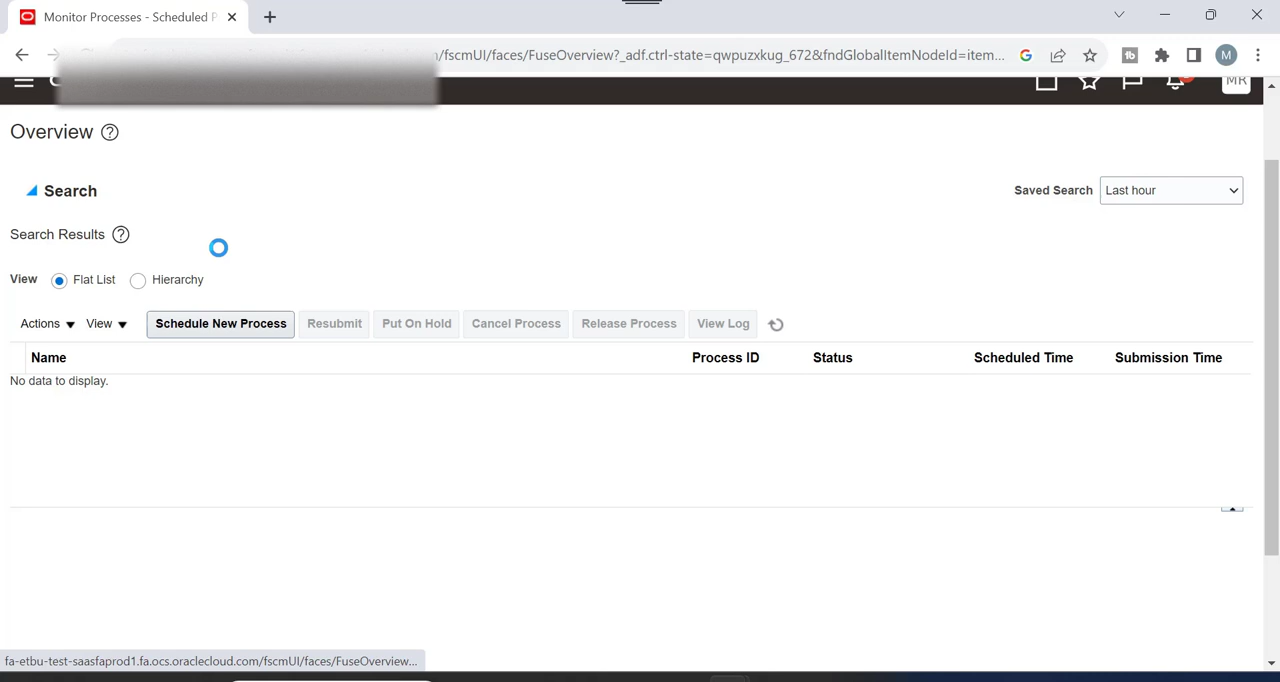 Monitor Processes - Scheduled P
/fscmUI/faces/FuseOverview?_adf.ctrl-state=qwpuzxkug_672&fndGlobalItemNodeId=item...
M
MR
Overview
Search
Saved Search Last hour
Search Results
View Flat List Hierarchy
Actions View Schedule New Process Resubmit Put On Hold Cancel Process Release Process View Log
Name Process ID Status Scheduled Time Submission Time
No data to display.
fa-etbu-test-saasfaprod1.fa.ocs.oraclecloud.com/fscmUI/faces/FuseOverview...